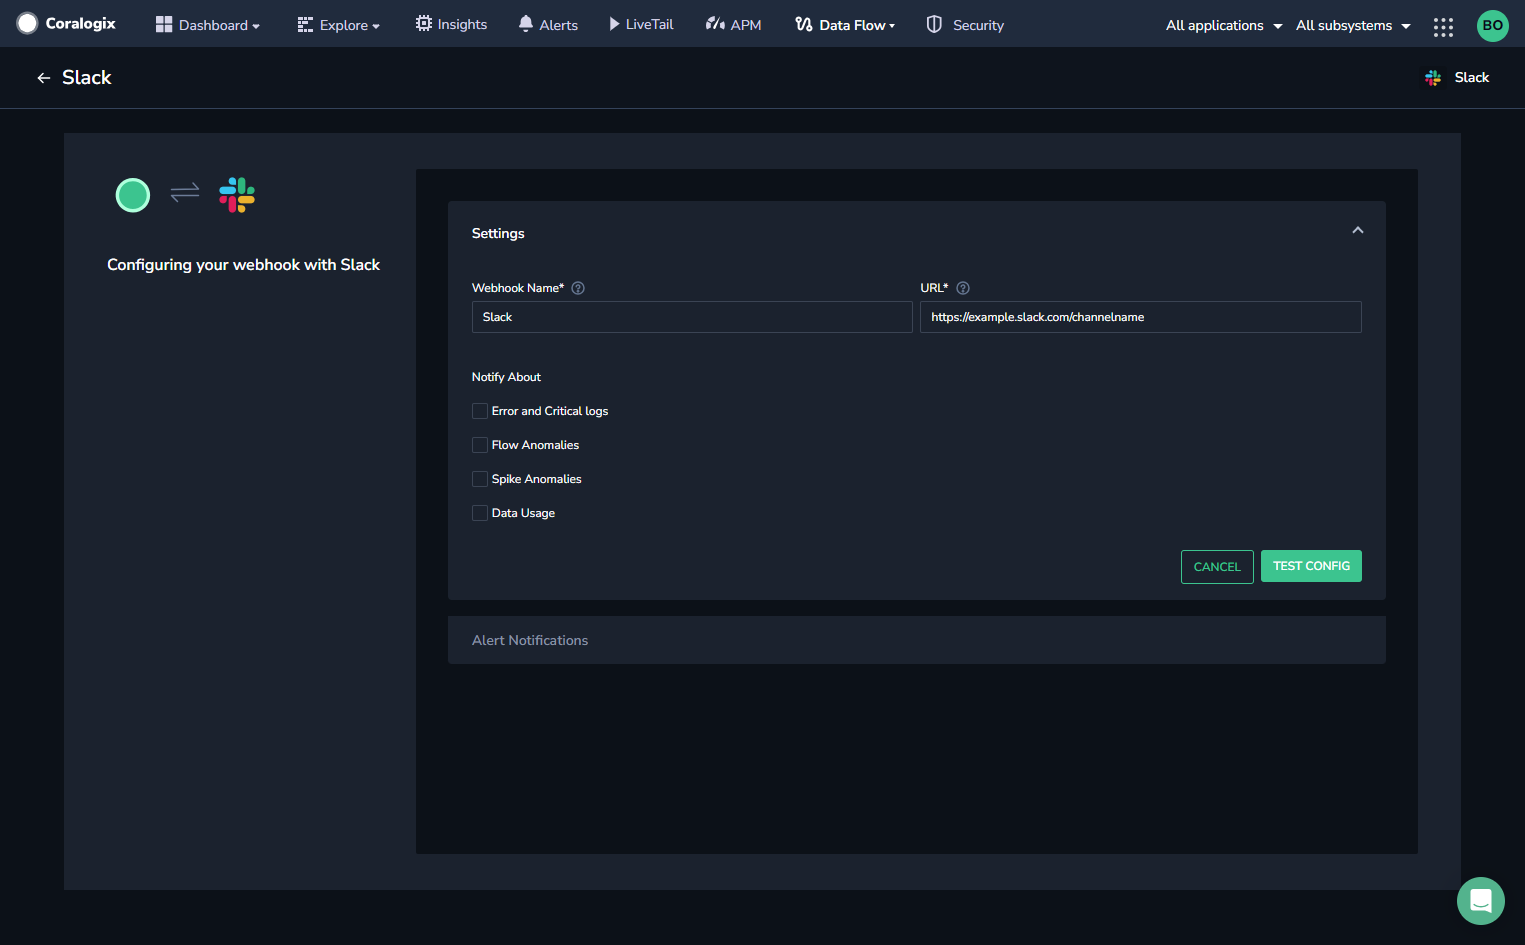 Coralogix Dashboard Explore Insights Alerts LiveTail APM Data Flow Security All applications All subsystems BO
Slack Slack
Configuring your webhook with Slack
Settings
Webhook Name* ? URL* ?
Slack https://example.slack.com/channelname
Notify About
Error and Critical logs
Flow Anomalies
Spike Anomalies
Data Usage
CANCEL TEST CONFIG
Alert Notifications